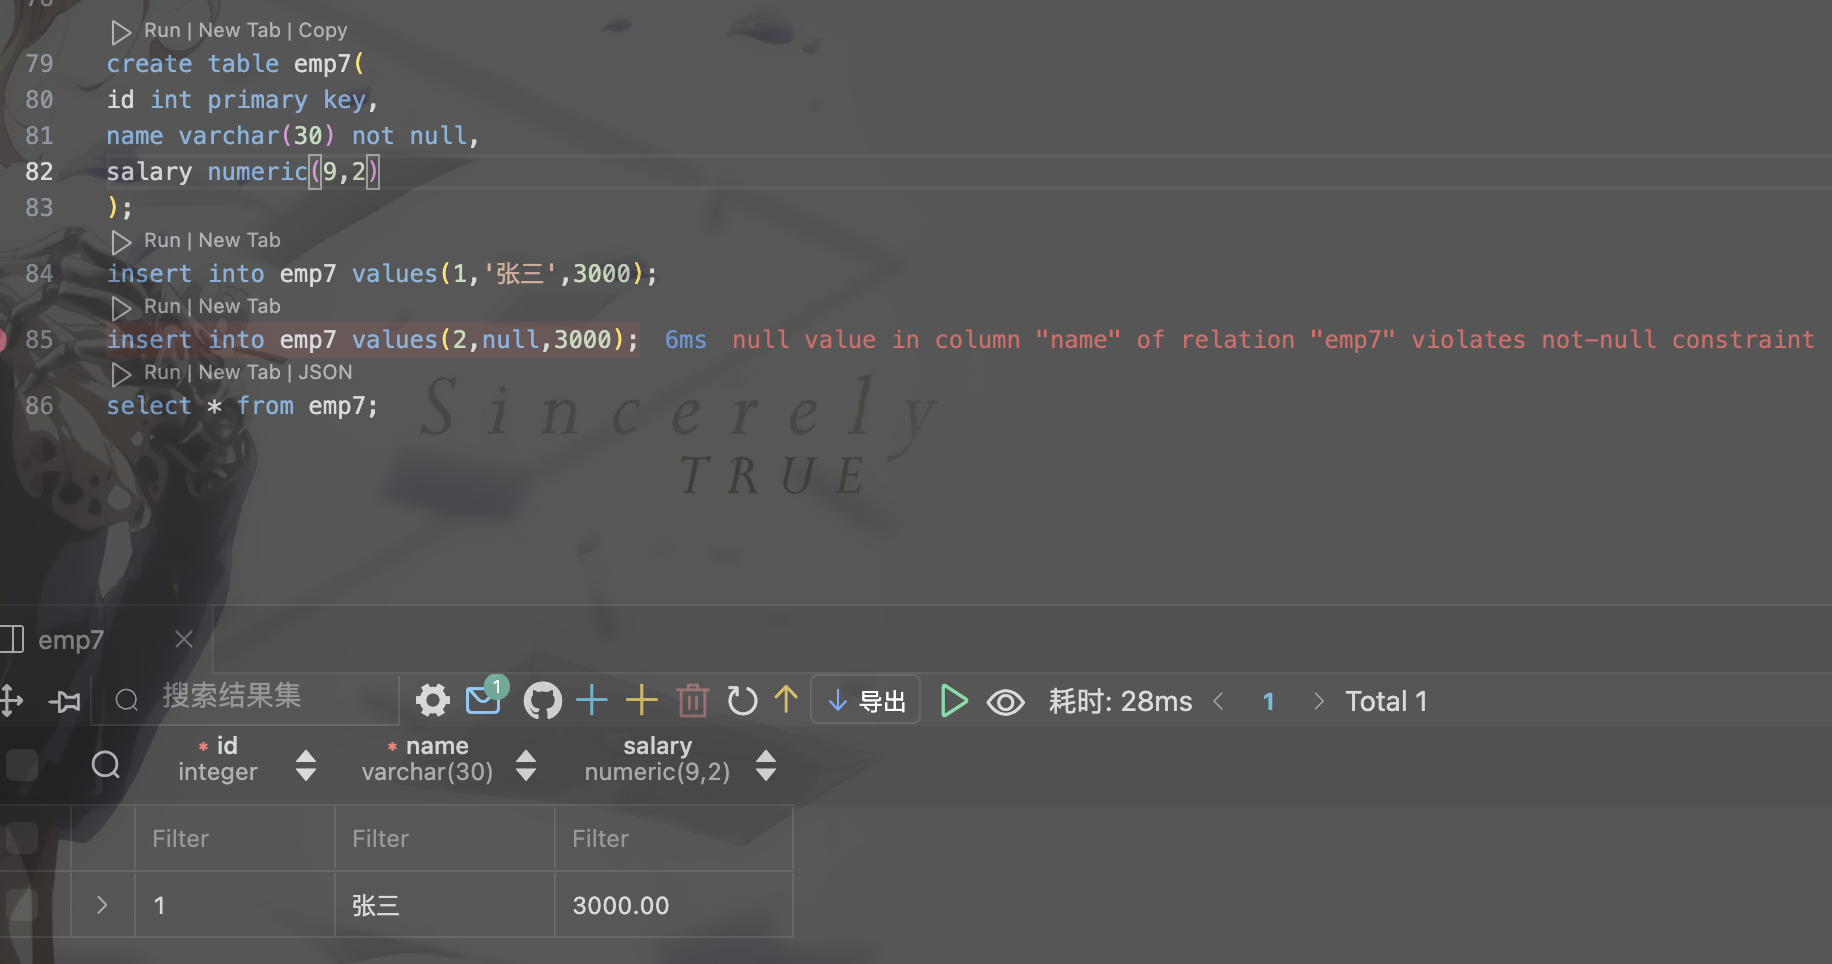 78
Run | New Tab | Copy
79 create table emp7(
80 id int primary key,
81 name varchar(30) not null,
82 salary numeric(9,2)
83 );
Run | New Tab
84 insert into emp7 values(1,'张三',3000);
Run | New Tab
85 insert into emp7 values(2,null,3000); 6ms null value in column "name" of relation "emp7" violates not-null constraint
Run | New Tab | JSON
86 select * from emp7;
Sincerely
TRUE
emp7
搜索结果集 1 导出 耗时: 28ms < 1 > Total 1
* id * name salary
integer varchar(30) numeric(9,2)
Filter Filter Filter
> 1 张三 3000.00